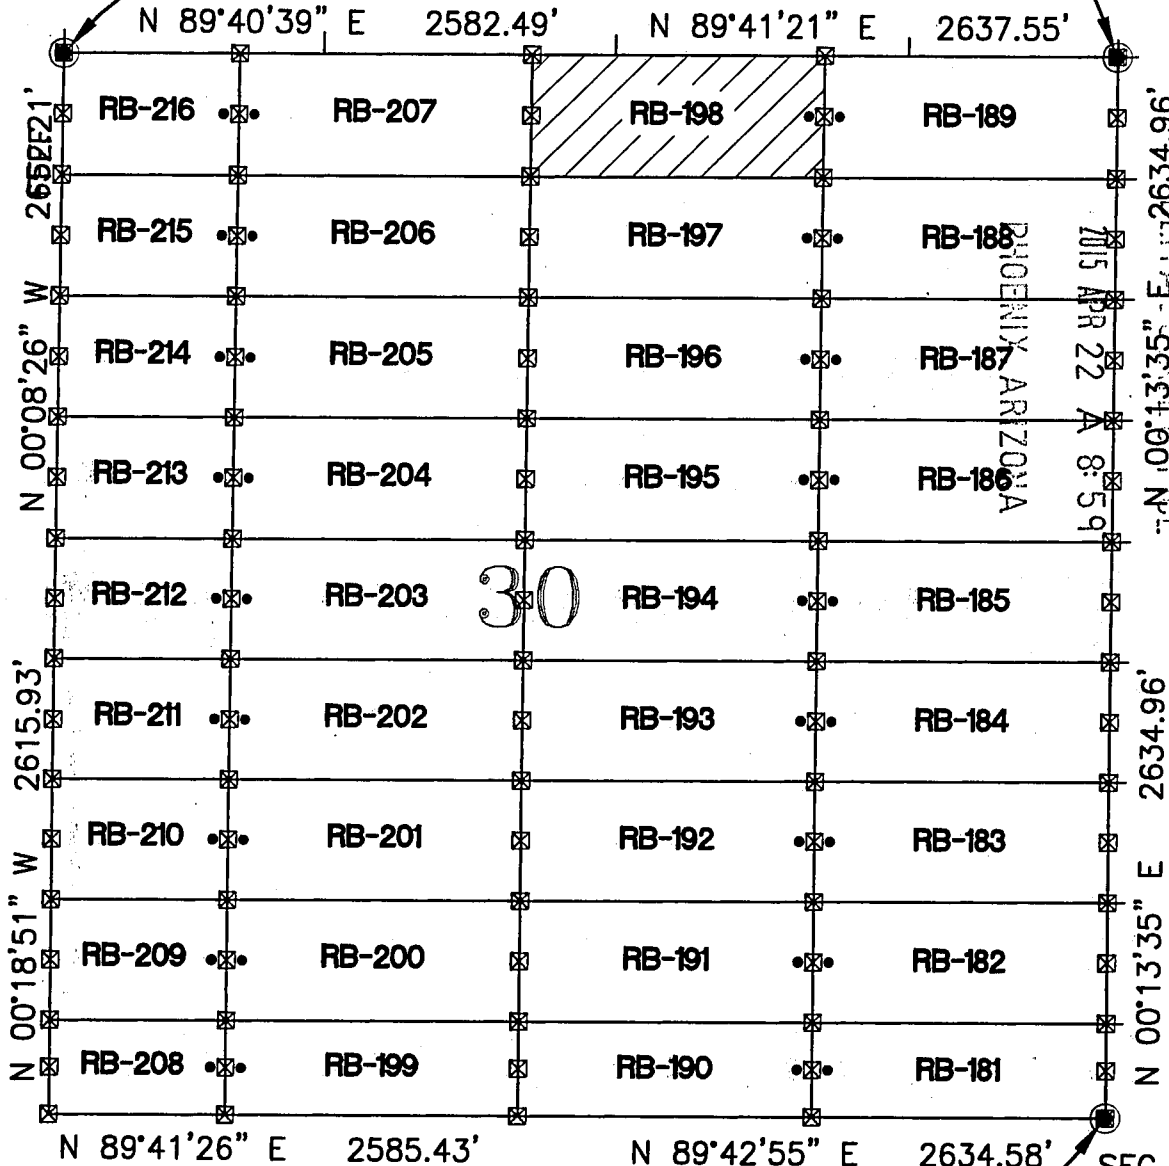 N 89°40'39" E 2582.49' N 89°41'21" E 2637.55'
RB-216 RB-207 RB-198 RB-189
RB-215 RB-206 RB-197 RB-188
RB-214 RB-205 RB-196 RB-187
RB-213 RB-204 RB-195 RB-186
RB-212 RB-203 30 RB-194 RB-185
RB-211 RB-202 RB-193 RB-184
RB-210 RB-201 RB-192 RB-183
RB-209 RB-200 RB-191 RB-182
RB-208 RB-199 RB-190 RB-181
N 00°08'26" W
N 00°18'51" W 2615.93'
2015 APR 22 A 8:59
PHOENIX ARIZONA
N 00°13'35" E 2634.96'
N 00°13'35" E 2634.96'
N 89°41'26" E 2585.43' N 89°42'55" E 2634.58'
SEC